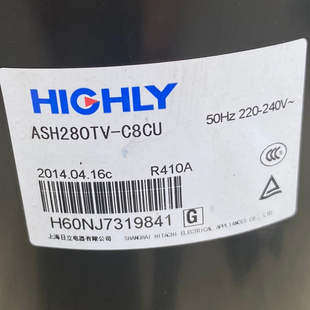 HIGHLY
ASH280TV-C8CU 50Hz 220-240V~
2014.04.16c R410A
H60NJ7319841 G
上海日立电器有限公司 SHANGHAI HITACHI ELECTRICAL APPLIANCES CO., LTD.